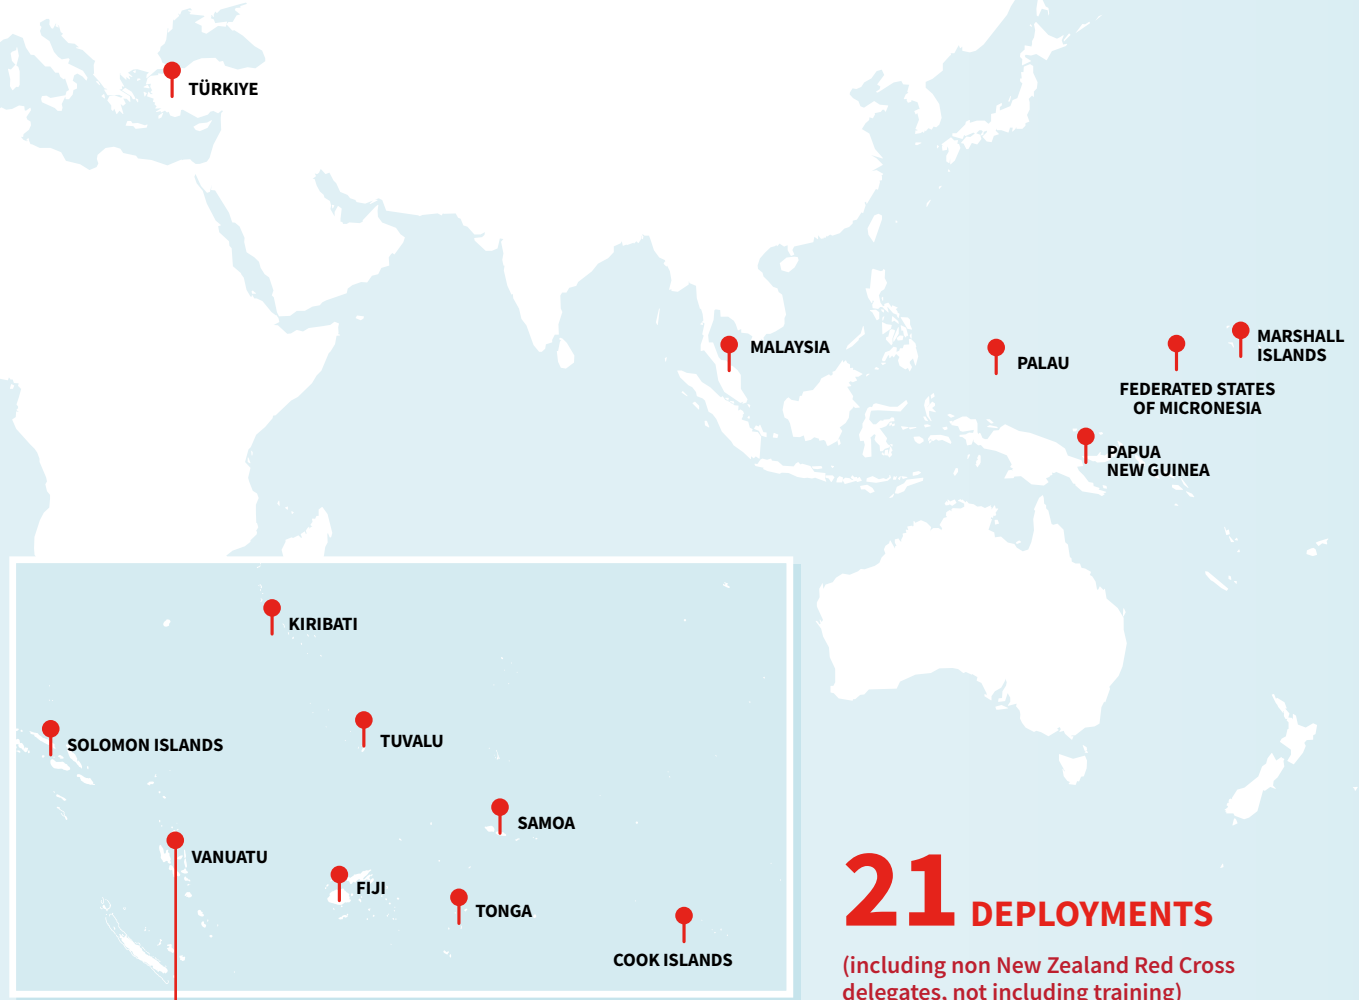 TÜRKIYE
MALAYSIA
PALAU
MARSHALL
ISLANDS
FEDERATED STATES
OF MICRONESIA
PAPUA
NEW GUINEA
KIRIBATI
SOLOMON ISLANDS
TUVALU
SAMOA
VANUATU
FIJI
TONGA
COOK ISLANDS
21 DEPLOYMENTS
(including non New Zealand Red Cross
delegates, not including training)